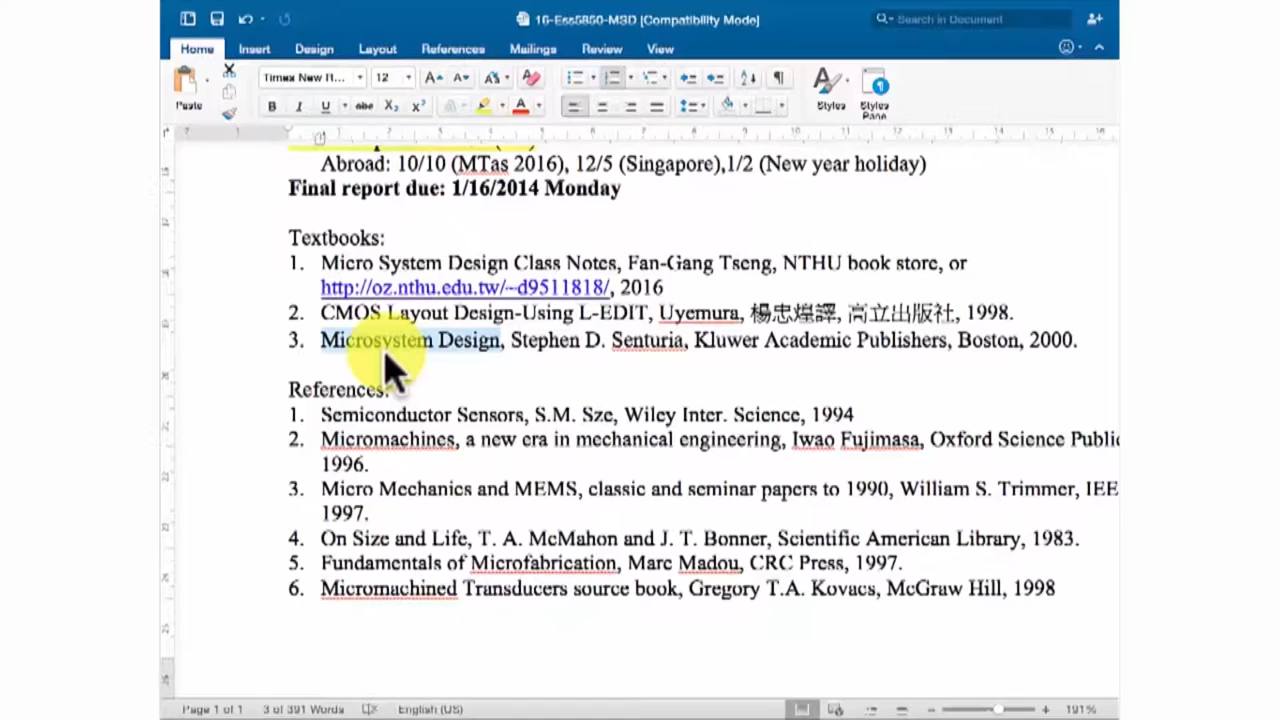 16-Ess5850-MSD [Compatibility Mode]
Search in Document
Home Insert Design Layout References Mailings Review View
Times New R... 12
Paste
B I U abc X₂ X² A
Styles Styles Pane
Abroad: 10/10 (MTas 2016), 12/5 (Singapore),1/2 (New year holiday)
Final report due: 1/16/2014 Monday
Textbooks:
1. Micro System Design Class Notes, Fan-Gang Tseng, NTHU book store, or
http://oz.nthu.edu.tw/~d9511818/, 2016
2. CMOS Layout Design-Using L-EDIT, Uyemura, 楊忠煌譯, 高立出版社, 1998.
3. Microsystem Design, Stephen D. Senturia, Kluwer Academic Publishers, Boston, 2000.
References:
1. Semiconductor Sensors, S.M. Sze, Wiley Inter. Science, 1994
2. Micromachines, a new era in mechanical engineering, Iwao Fujimasa, Oxford Science Public
1996.
3. Micro Mechanics and MEMS, classic and seminar papers to 1990, William S. Trimmer, IEE
1997.
4. On Size and Life, T. A. McMahon and J. T. Bonner, Scientific American Library, 1983.
5. Fundamentals of Microfabrication, Marc Madou, CRC Press, 1997.
6. Micromachined Transducers source book, Gregory T.A. Kovacs, McGraw Hill, 1998
Page 1 of 1 3 of 391 Words English (US) 191%